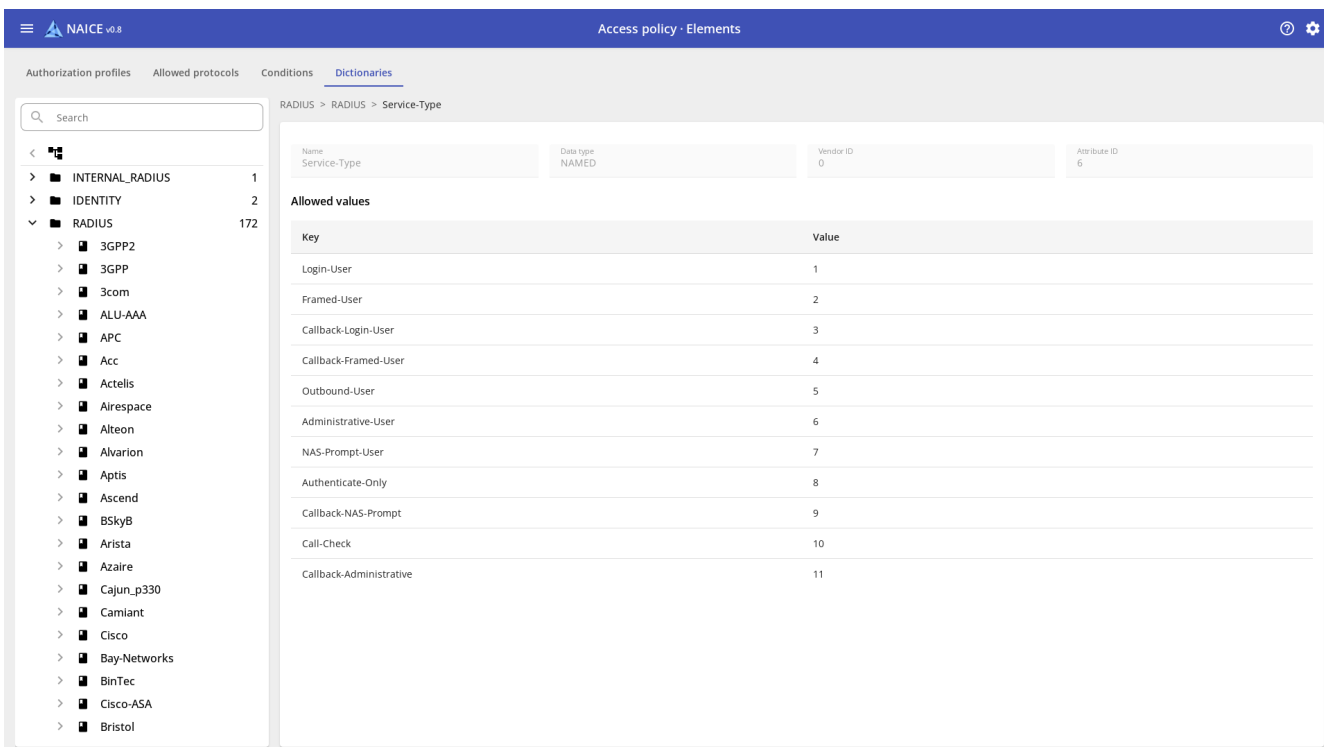 NAICE v0.8
Access policy · Elements
Authorization profiles Allowed protocols Conditions Dictionaries
Search
INTERNAL_RADIUS 1
IDENTITY 2
RADIUS 172
3GPP2
3GPP
3com
ALU-AAA
APC
Acc
Actelis
Airespace
Alteon
Alvarion
Aptis
Ascend
BSkyB
Arista
Azaire
Cajun_p330
Camiant
Cisco
Bay-Networks
BinTec
Cisco-ASA
Bristol
RADIUS > RADIUS > Service-Type
Name
Service-Type
Data type
NAMED
Vendor ID
0
Attribute ID
6
Allowed values
Key Value
Login-User 1
Framed-User 2
Callback-Login-User 3
Callback-Framed-User 4
Outbound-User 5
Administrative-User 6
NAS-Prompt-User 7
Authenticate-Only 8
Callback-NAS-Prompt 9
Call-Check 10
Callback-Administrative 11